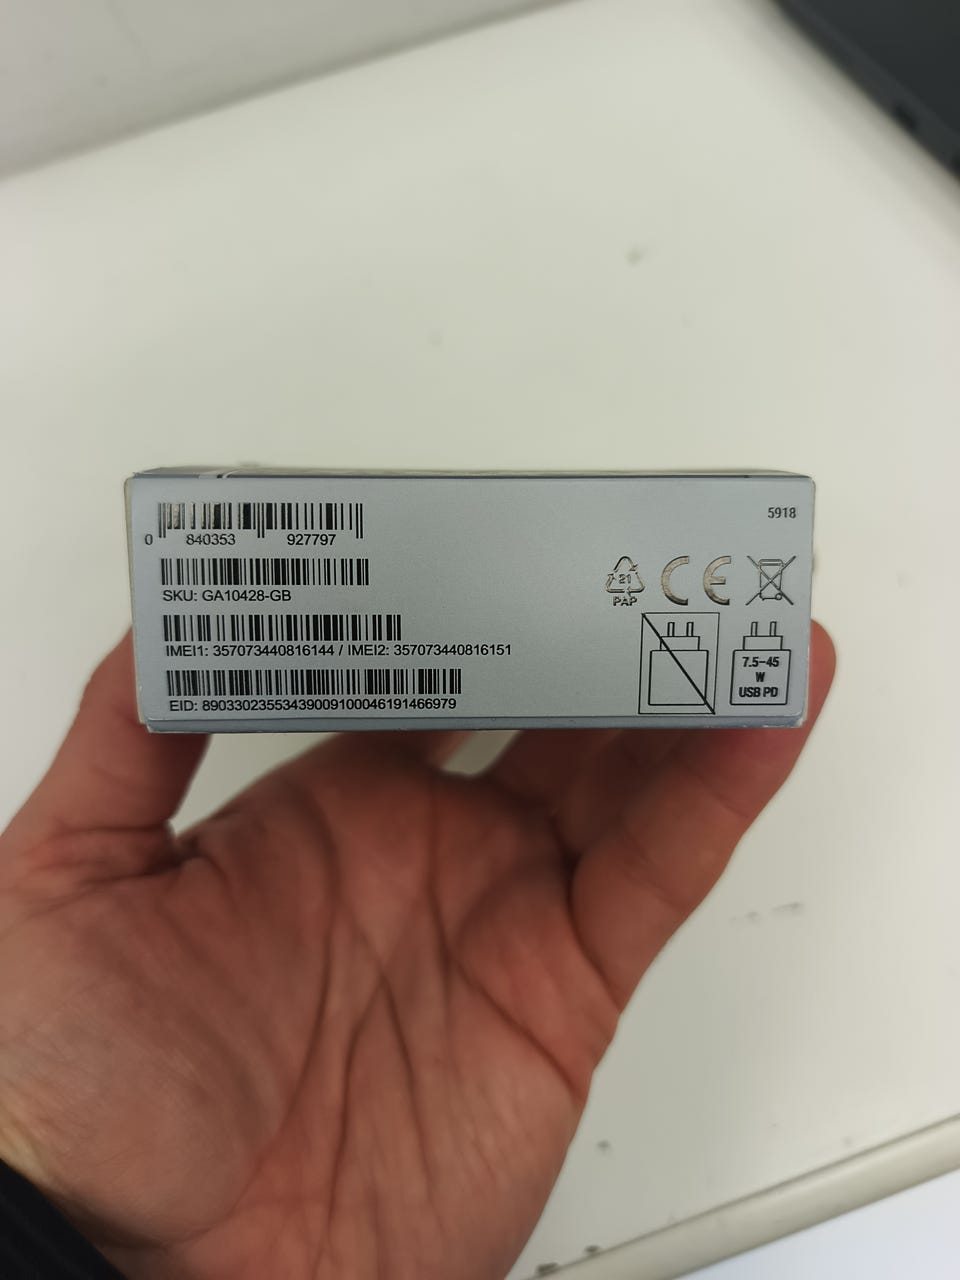 0 840353 927797
SKU: GA10428-GB
IMEI1: 357073440816144 / IMEI2: 357073440816151
EID: 89033023553439009100046191466979
5918
21
PAP
CE
7.5-45
W
USB PD